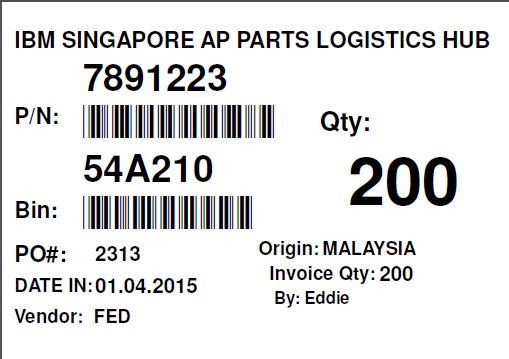 IBM SINGAPORE AP PARTS LOGISTICS HUB
7891223
P/N:
Qty:
54A210
200
Bin:
PO#: 2313
Origin: MALAYSIA
Invoice Qty: 200
DATE IN: 01.04.2015
By: Eddie
Vendor: FED